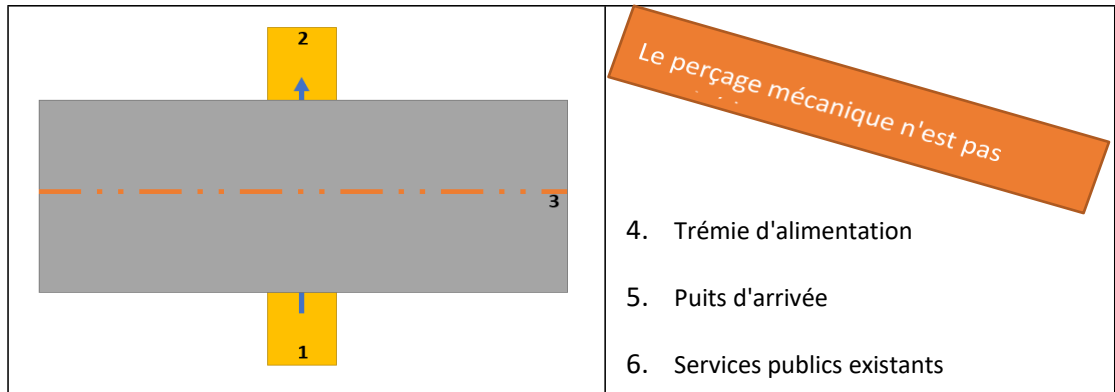 2
3
1
Le perçage mécanique n'est pas
4. Trémie d'alimentation
5. Puits d'arrivée
6. Services publics existants